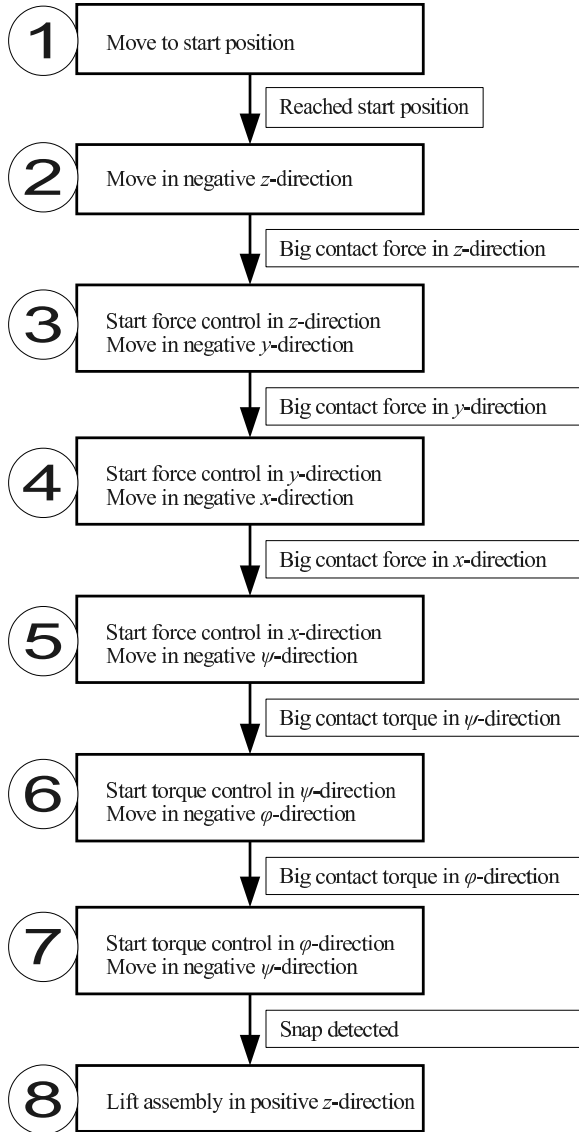 1
Move to start position
Reached start position
2
Move in negative z-direction
Big contact force in z-direction
3
Start force control in z-direction
Move in negative y-direction
Big contact force in y-direction
4
Start force control in y-direction
Move in negative x-direction
Big contact force in x-direction
5
Start force control in x-direction
Move in negative ψ-direction
Big contact torque in ψ-direction
6
Start torque control in ψ-direction
Move in negative φ-direction
Big contact torque in φ-direction
7
Start torque control in φ-direction
Move in negative ψ-direction
Snap detected
8
Lift assembly in positive z-direction